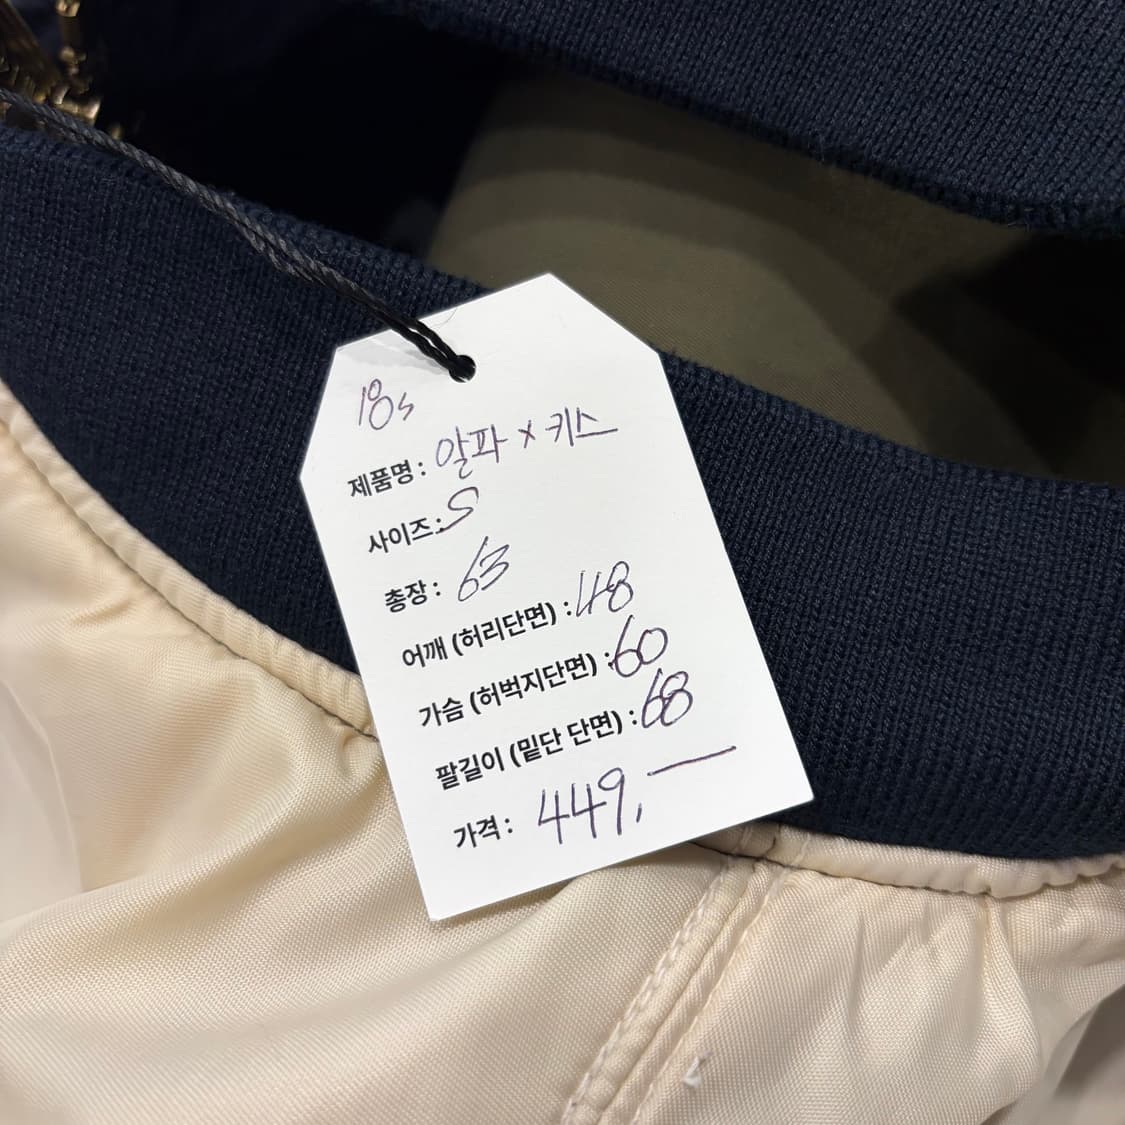 18s
제품명: 알파 x 키스
사이즈: S
총장: 63
어깨 (허리단면) : 48
가슴 (허벅지단면) : 60
팔길이 (밑단 단면) : 68
가격: 449,—